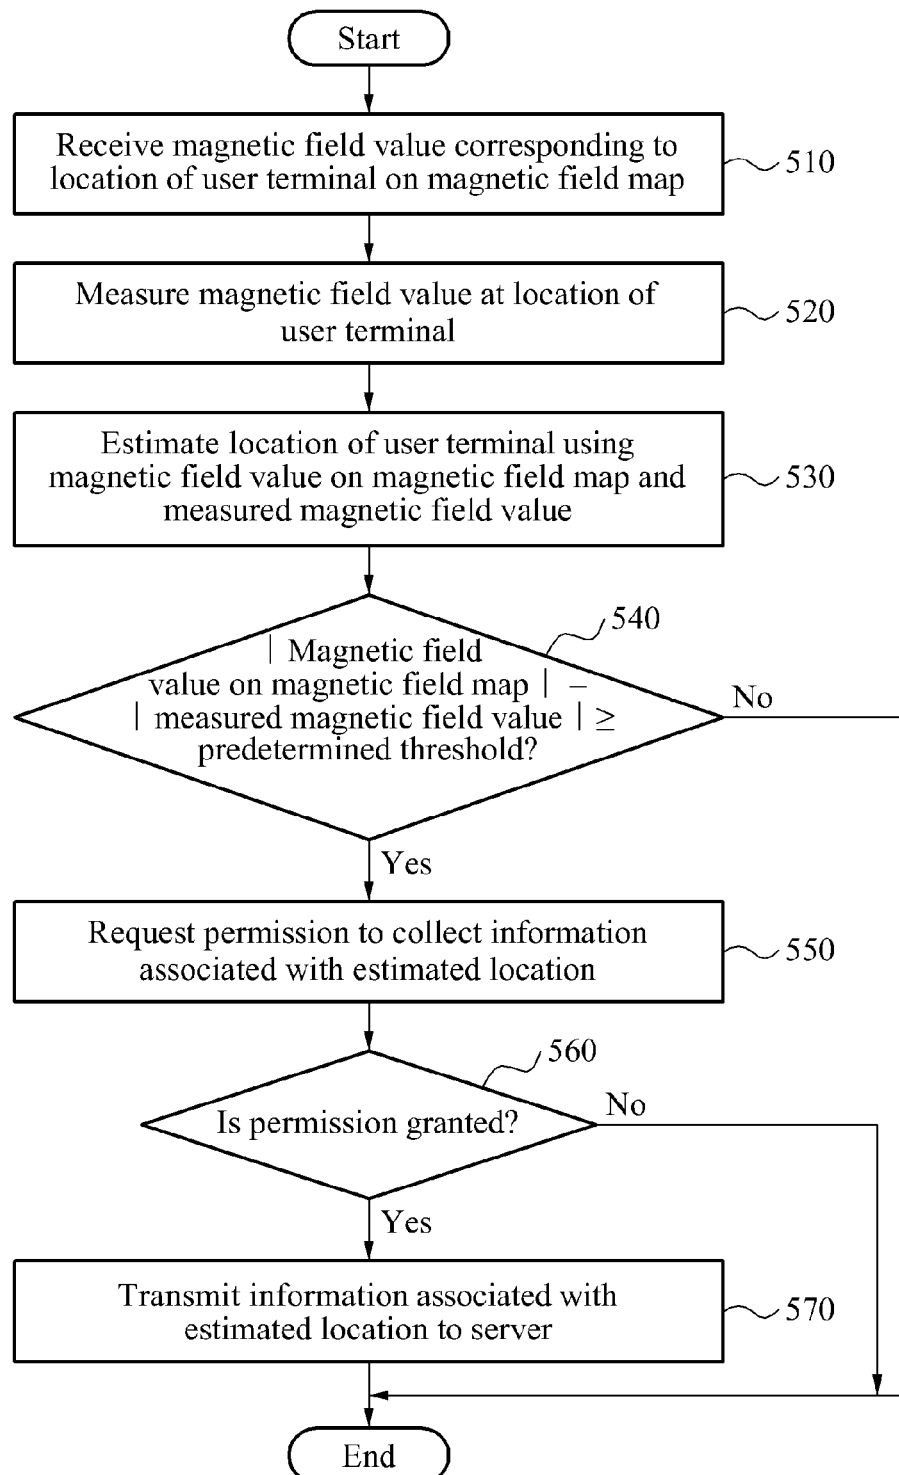 Start
Receive magnetic field value corresponding to
location of user terminal on magnetic field map
510
Measure magnetic field value at location of
user terminal
520
Estimate location of user terminal using
magnetic field value on magnetic field map and
measured magnetic field value
530
540
| Magnetic field
value on magnetic field map | –
| measured magnetic field value | ≥
predetermined threshold?
No
Yes
Request permission to collect information
associated with estimated location
550
560
Is permission granted?
No
Yes
Transmit information associated with
estimated location to server
570
End